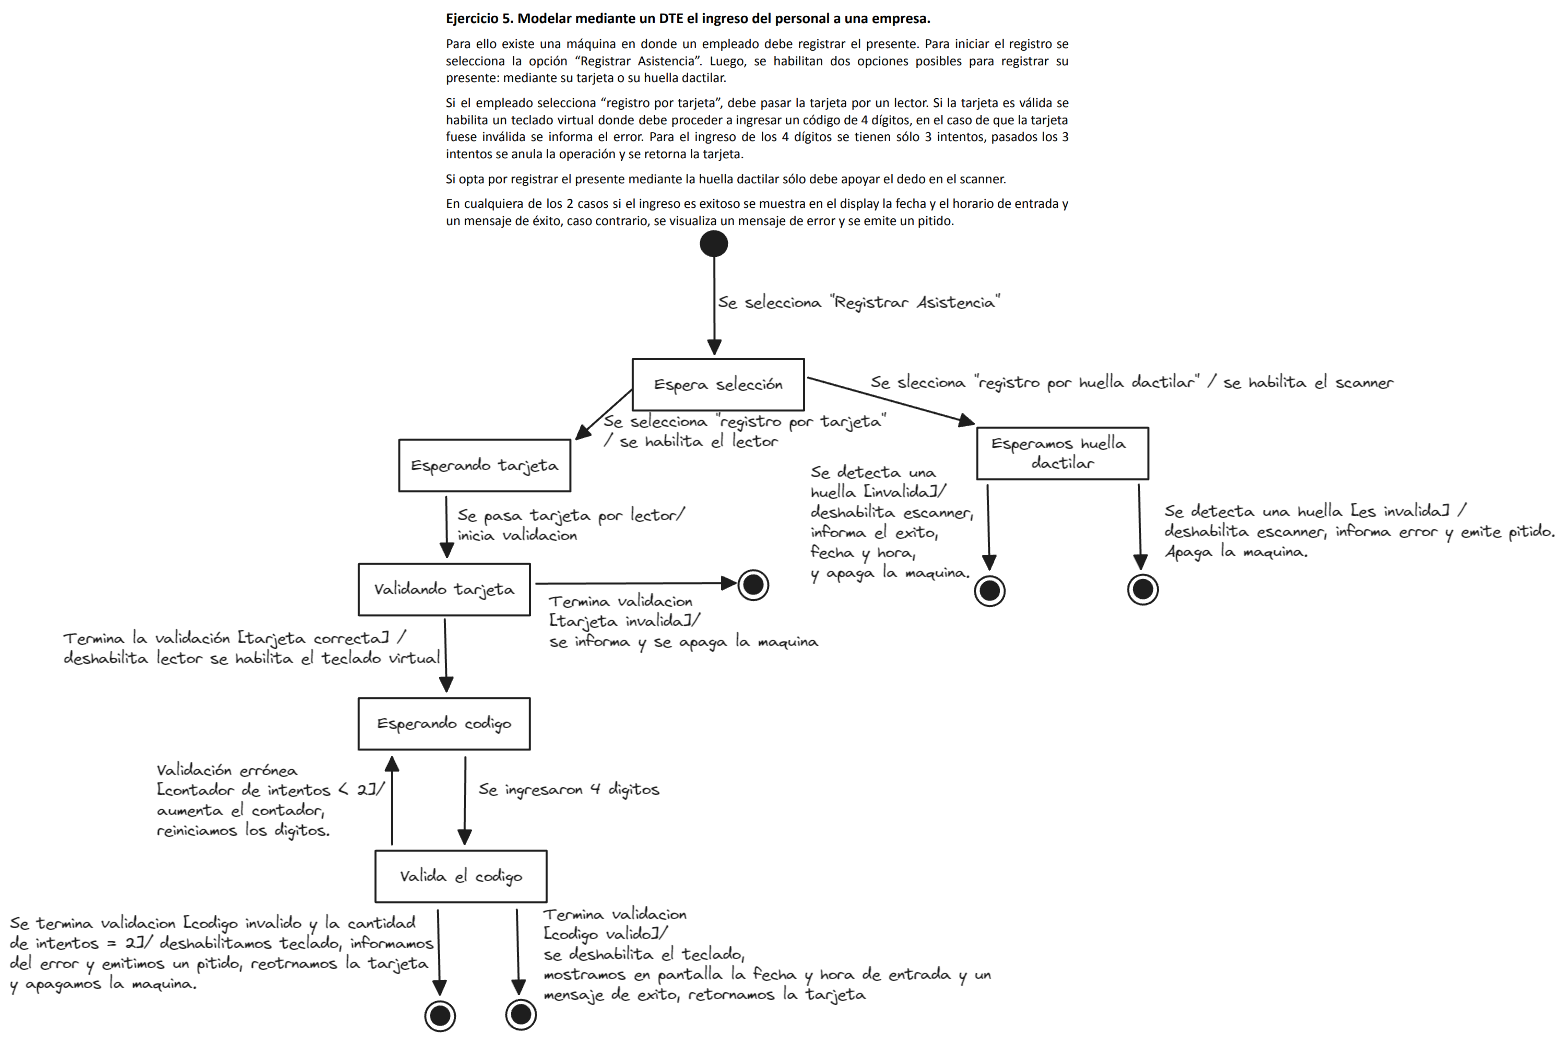 Ejercicio 5. Modelar mediante un DTE el ingreso del personal a una empresa.
Para ello existe una máquina en donde un empleado debe registrar el presente. Para iniciar el registro se
selecciona la opción “Registrar Asistencia”. Luego, se habilitan dos opciones posibles para registrar su
presente: mediante su tarjeta o su huella dactilar.
Si el empleado selecciona “registro por tarjeta”, debe pasar la tarjeta por un lector. Si la tarjeta es válida se
habilita un teclado virtual donde debe proceder a ingresar un código de 4 dígitos, en el caso de que la tarjeta
fuese inválida se informa el error. Para el ingreso de los 4 dígitos se tienen sólo 3 intentos, pasados los 3
intentos se anula la operación y se retorna la tarjeta.
Si opta por registrar el presente mediante la huella dactilar sólo debe apoyar el dedo en el scanner.
En cualquiera de los 2 casos si el ingreso es exitoso se muestra en el display la fecha y el horario de entrada y
un mensaje de éxito, caso contrario, se visualiza un mensaje de error y se emite un pitido.
Se selecciona "Registrar Asistencia"
Espera selección
Se slecciona "registro por huella dactilar" / se habilita el scanner
Se selecciona "registro por tarjeta"
/ se habilita el lector
Esperando tarjeta
Esperamos huella
dactilar
Se detecta una
huella [invalida]/
deshabilita escanner,
informa el exito,
fecha y hora,
y apaga la maquina.
Se detecta una huella [es invalida] /
deshabilita escanner, informa error y emite pitido.
Apaga la maquina.
Se pasa tarjeta por lector/
inicia validacion
Validando tarjeta
Termina validacion
[tarjeta invalida]/
se informa y se apaga la maquina
Termina la validación [tarjeta correcta] /
deshabilita lector se habilita el teclado virtual
Esperando codigo
Validación errónea
[contador de intentos < 2]/
aumenta el contador,
reiniciamos los digitos.
Se ingresaron 4 digitos
Valida el codigo
Se termina validacion [codigo invalido y la cantidad
de intentos = 2]/ deshabilitamos teclado, informamos
del error y emitimos un pitido, reotrnamos la tarjeta
y apagamos la maquina.
Termina validacion
[codigo valido]/
se deshabilita el teclado,
mostramos en pantalla la fecha y hora de entrada y un
mensaje de exito, retornamos la tarjeta